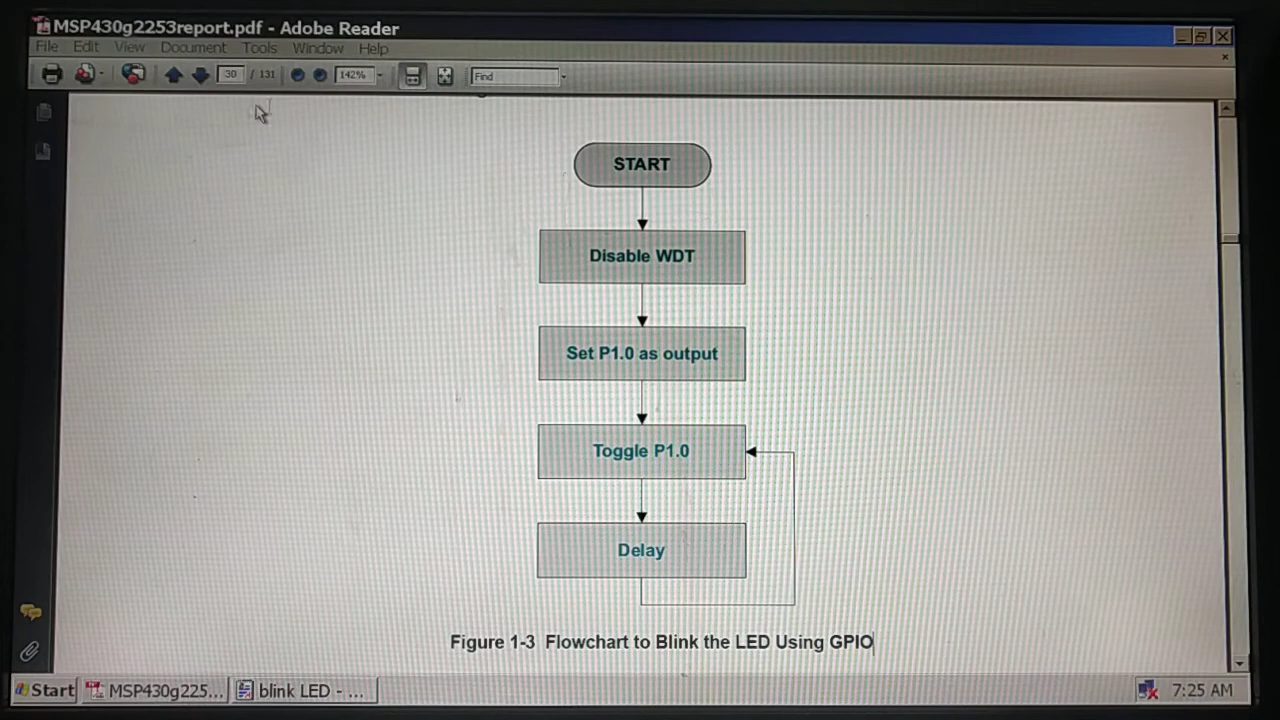 MSP430g2253report.pdf - Adobe Reader
File Edit View Document Tools Window Help
30 / 131 142% Find
START
Disable WDT
Set P1.0 as output
Toggle P1.0
Delay
Figure 1-3 Flowchart to Blink the LED Using GPIO
Start MSP430g225... blink LED - ... 7:25 AM